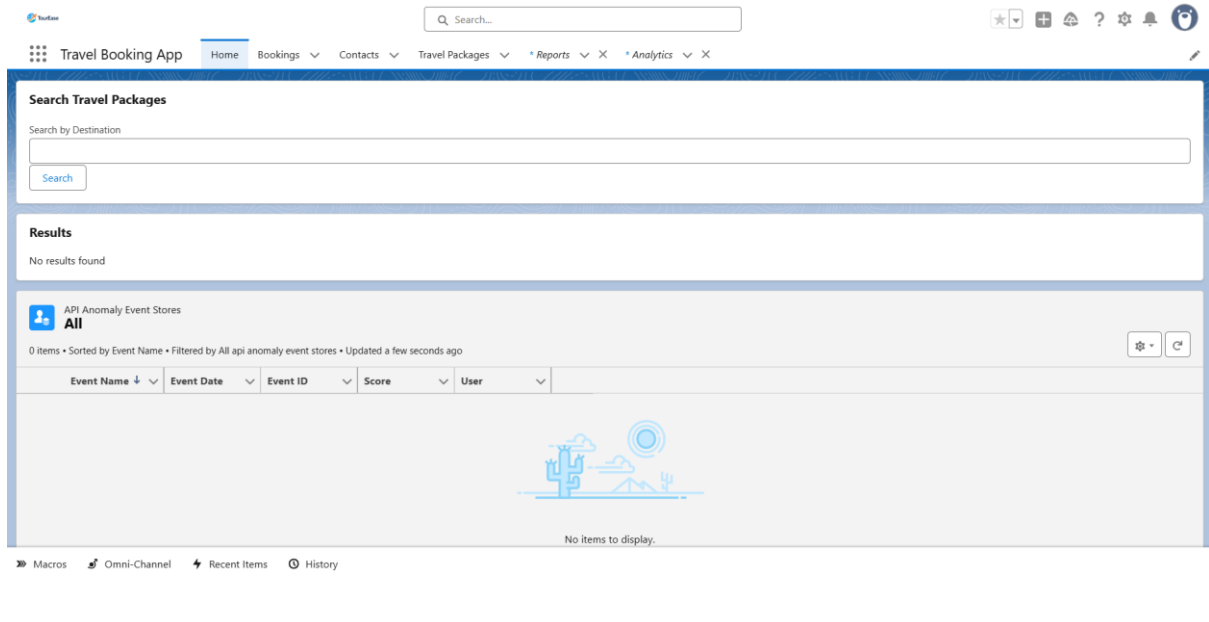 TourEase
Search...
Travel Booking App Home Bookings Contacts Travel Packages * Reports * Analytics
Search Travel Packages
Search by Destination
Search
Results
No results found
API Anomaly Event Stores
All
0 items • Sorted by Event Name • Filtered by All api anomaly event stores • Updated a few seconds ago
Event Name Event Date Event ID Score User
No items to display.
Macros Omni-Channel Recent Items History